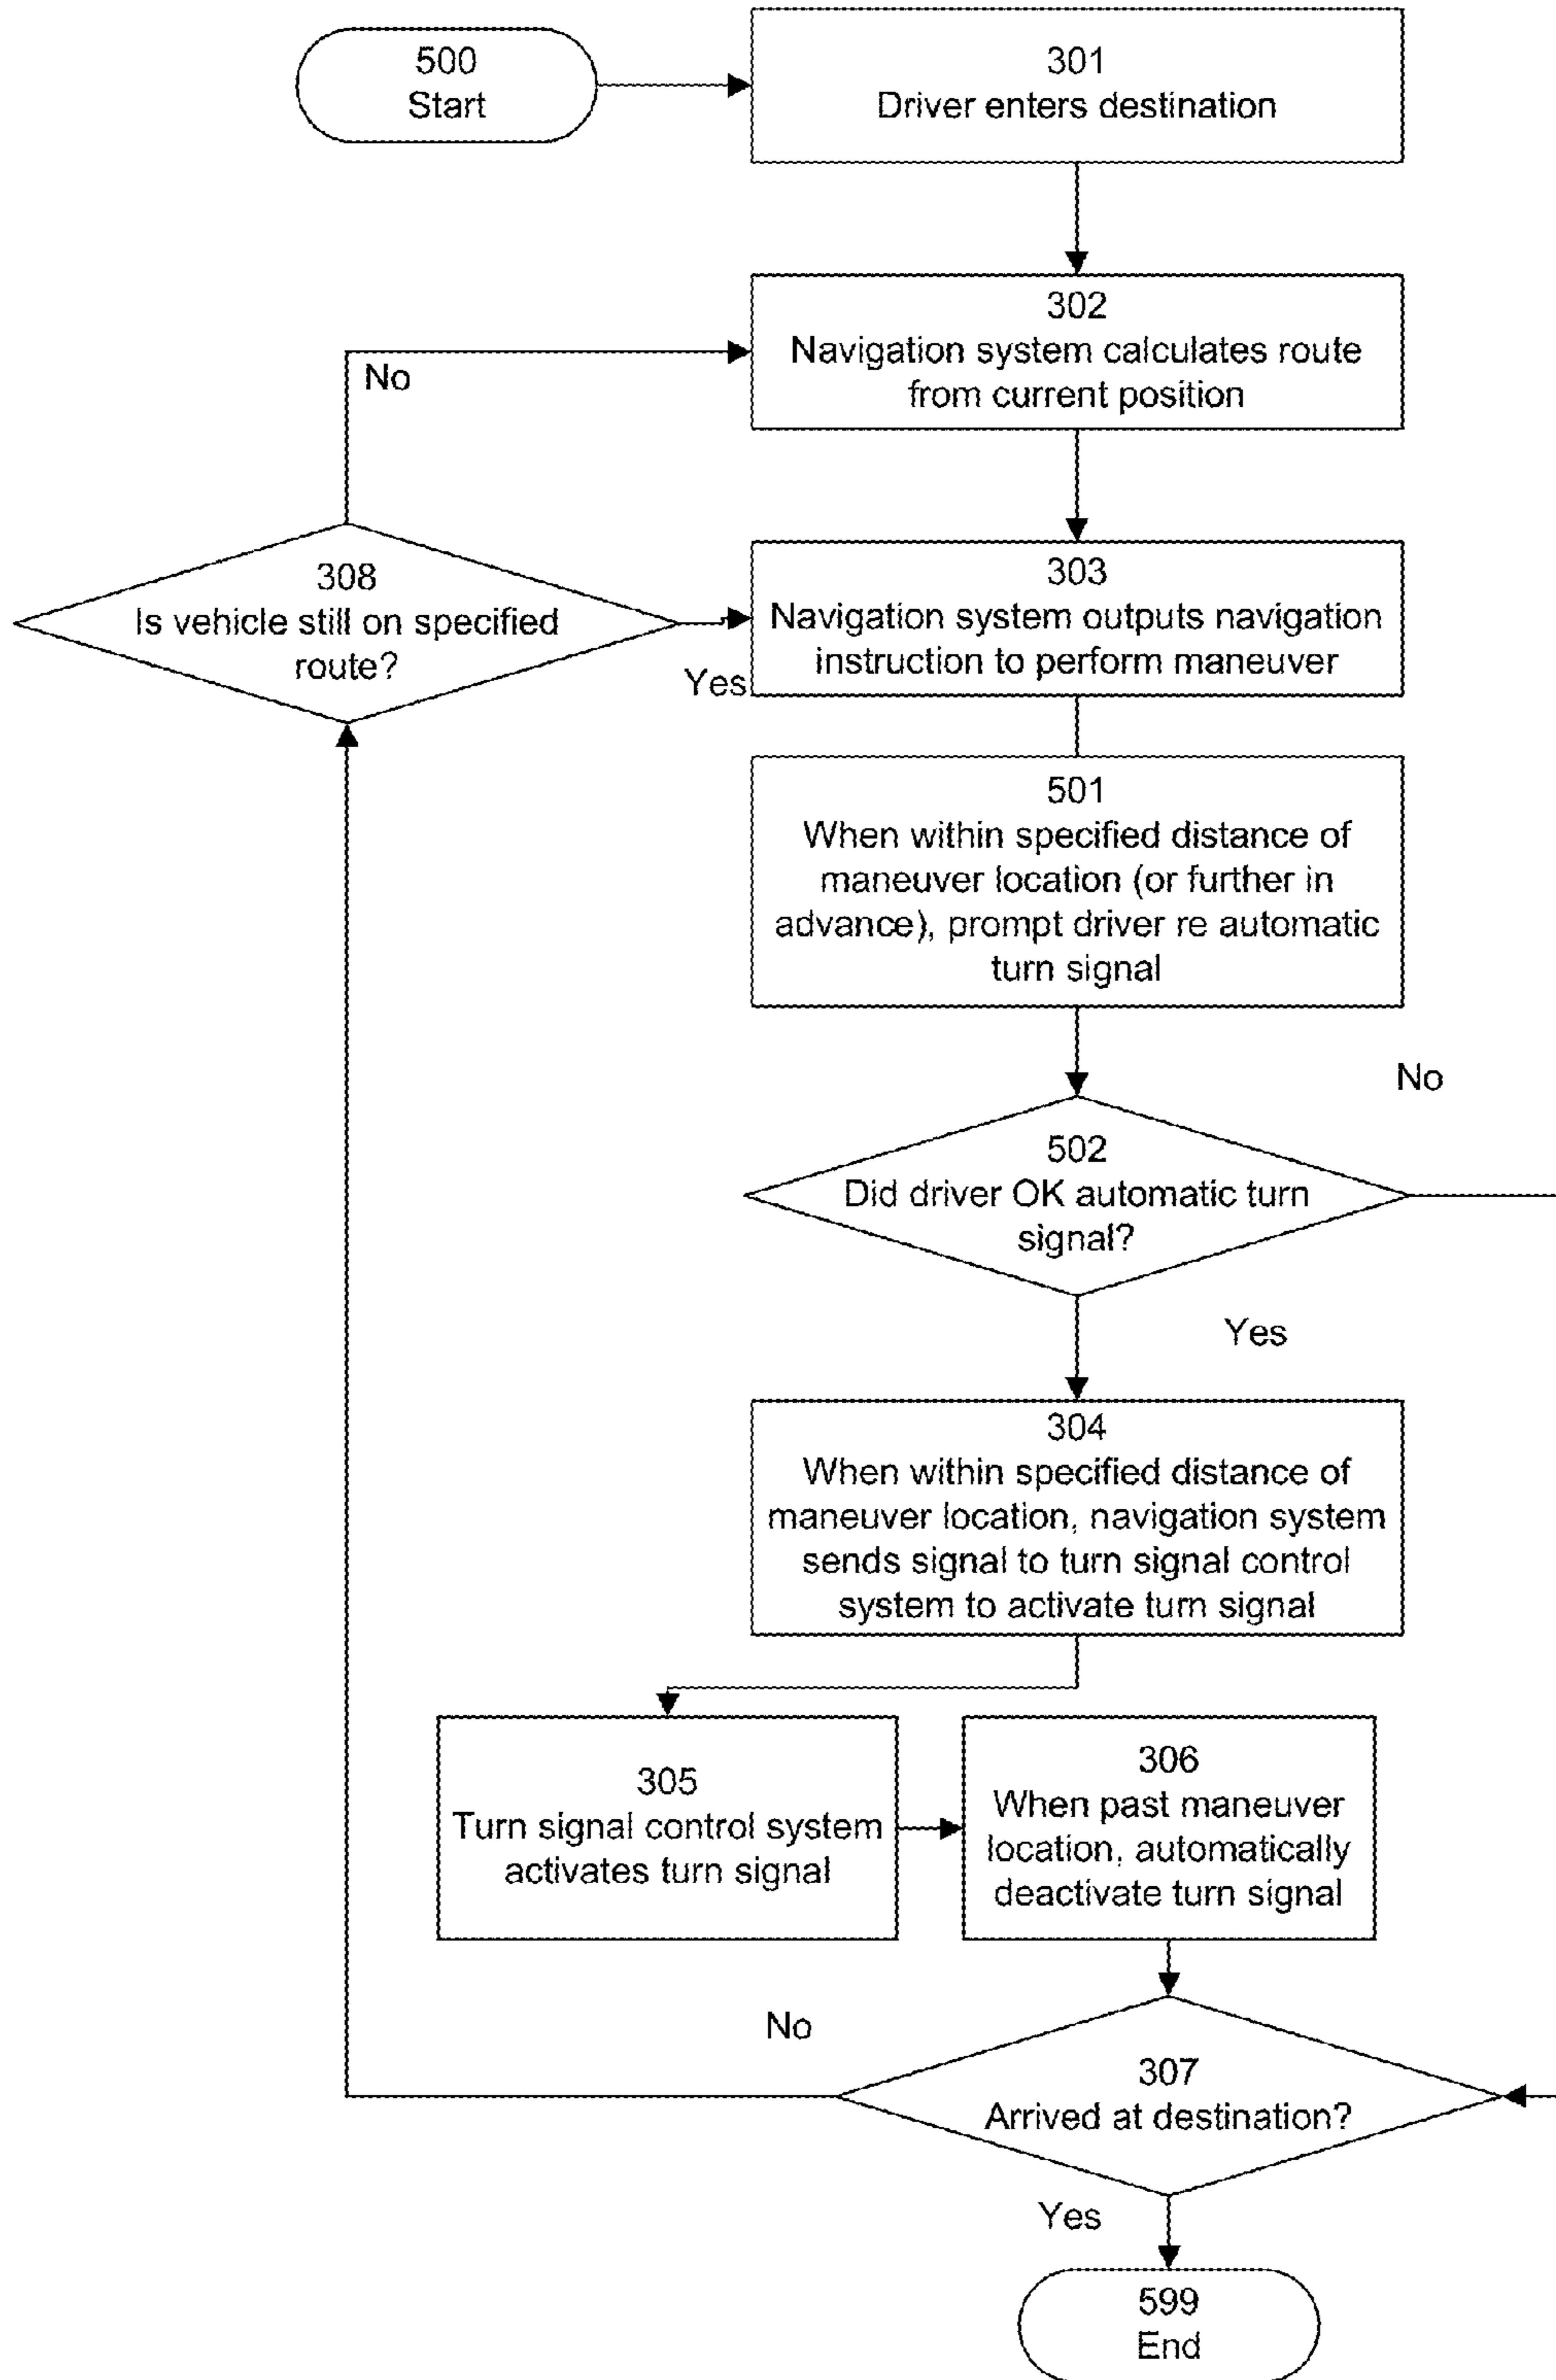 500
Start
301
Driver enters destination
302
Navigation system calculates route
from current position
No
308
Is vehicle still on specified
route?
Yes
303
Navigation system outputs navigation
instruction to perform maneuver
501
When within specified distance of
maneuver location (or further in
advance), prompt driver re automatic
turn signal
No
502
Did driver OK automatic turn
signal?
Yes
304
When within specified distance of
maneuver location, navigation system
sends signal to turn signal control
system to activate turn signal
305
Turn signal control system
activates turn signal
306
When past maneuver
location, automatically
deactivate turn signal
No
307
Arrived at destination?
Yes
599
End